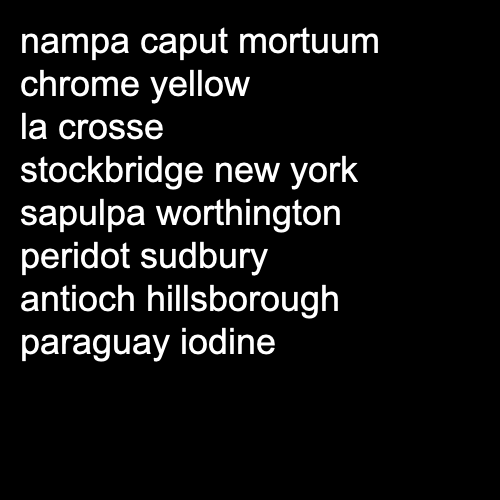 nampa caput mortuum
chrome yellow
la crosse
stockbridge new york
sapulpa worthington
peridot sudbury
antioch hillsborough
paraguay iodine